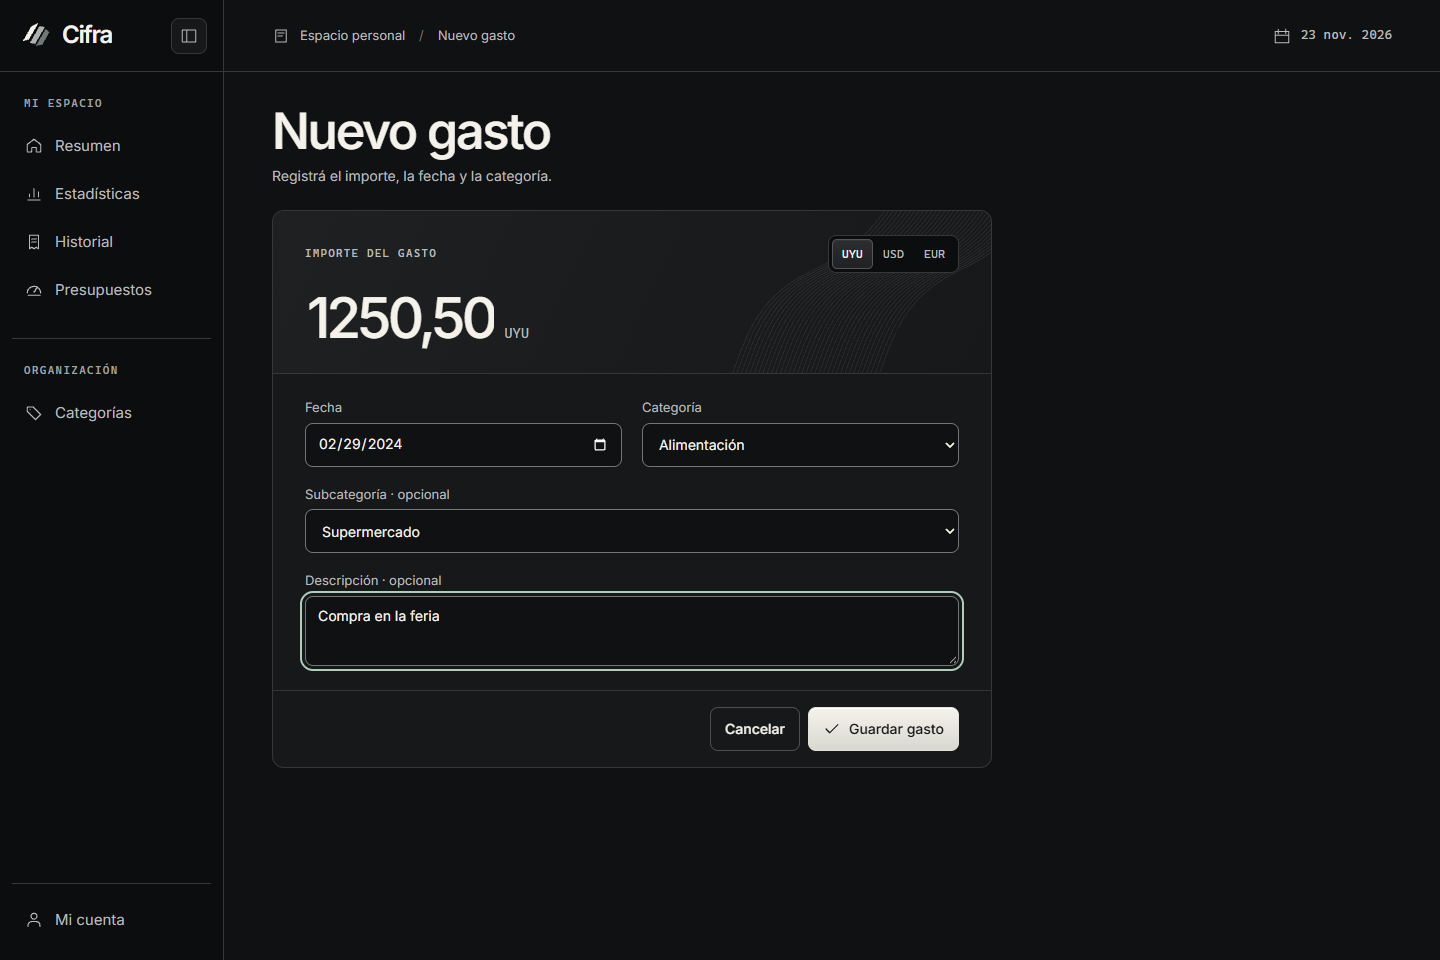 Cifra
Espacio personal / Nuevo gasto
23 nov. 2026
MI ESPACIO
Resumen
Estadísticas
Historial
Presupuestos
ORGANIZACIÓN
Categorías
Mi cuenta
Nuevo gasto
Registrá el importe, la fecha y la categoría.
IMPORTE DEL GASTO
UYU USD EUR
1250,50 UYU
Fecha
Categoría
02/29/2024
Alimentación
Subcategoría · opcional
Supermercado
Descripción · opcional
Compra en la feria
Cancelar
Guardar gasto